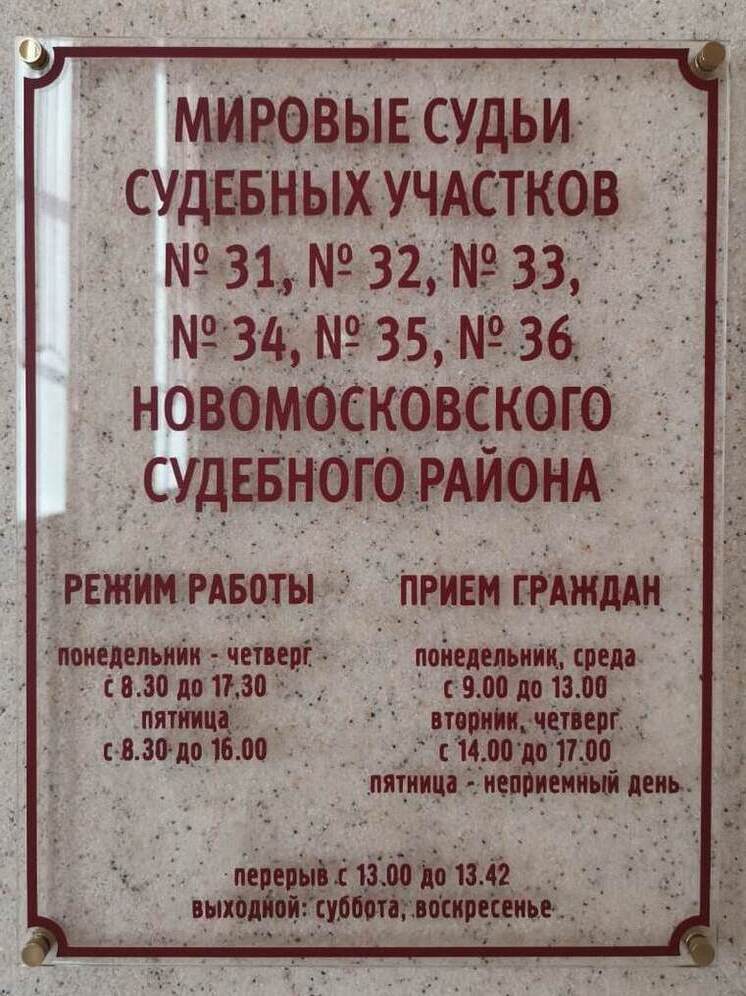 МИРОВЫЕ СУДЬИ
СУДЕБНЫХ УЧАСТКОВ
№ 31, № 32, № 33,
№ 34, № 35, № 36
НОВОМОСКОВСКОГО
СУДЕБНОГО РАЙОНА
РЕЖИМ РАБОТЫ
понедельник - четверг
с 8.30 до 17.30
пятница
с 8.30 до 16.00
ПРИЕМ ГРАЖДАН
понедельник, среда
с 9.00 до 13.00
вторник, четверг
с 14.00 до 17.00
пятница - неприемный день
перерыв с 13.00 до 13.42
выходной: суббота, воскресенье